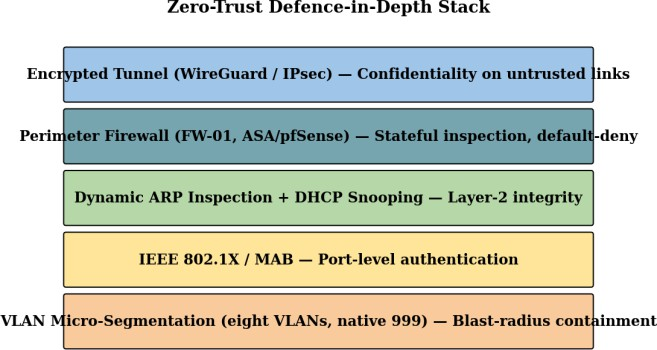 Zero-Trust Defence-in-Depth Stack
Encrypted Tunnel (WireGuard / IPsec) — Confidentiality on untrusted links
Perimeter Firewall (FW-01, ASA/pfSense) — Stateful inspection, default-deny
Dynamic ARP Inspection + DHCP Snooping — Layer-2 integrity
IEEE 802.1X / MAB — Port-level authentication
VLAN Micro-Segmentation (eight VLANs, native 999) — Blast-radius containment